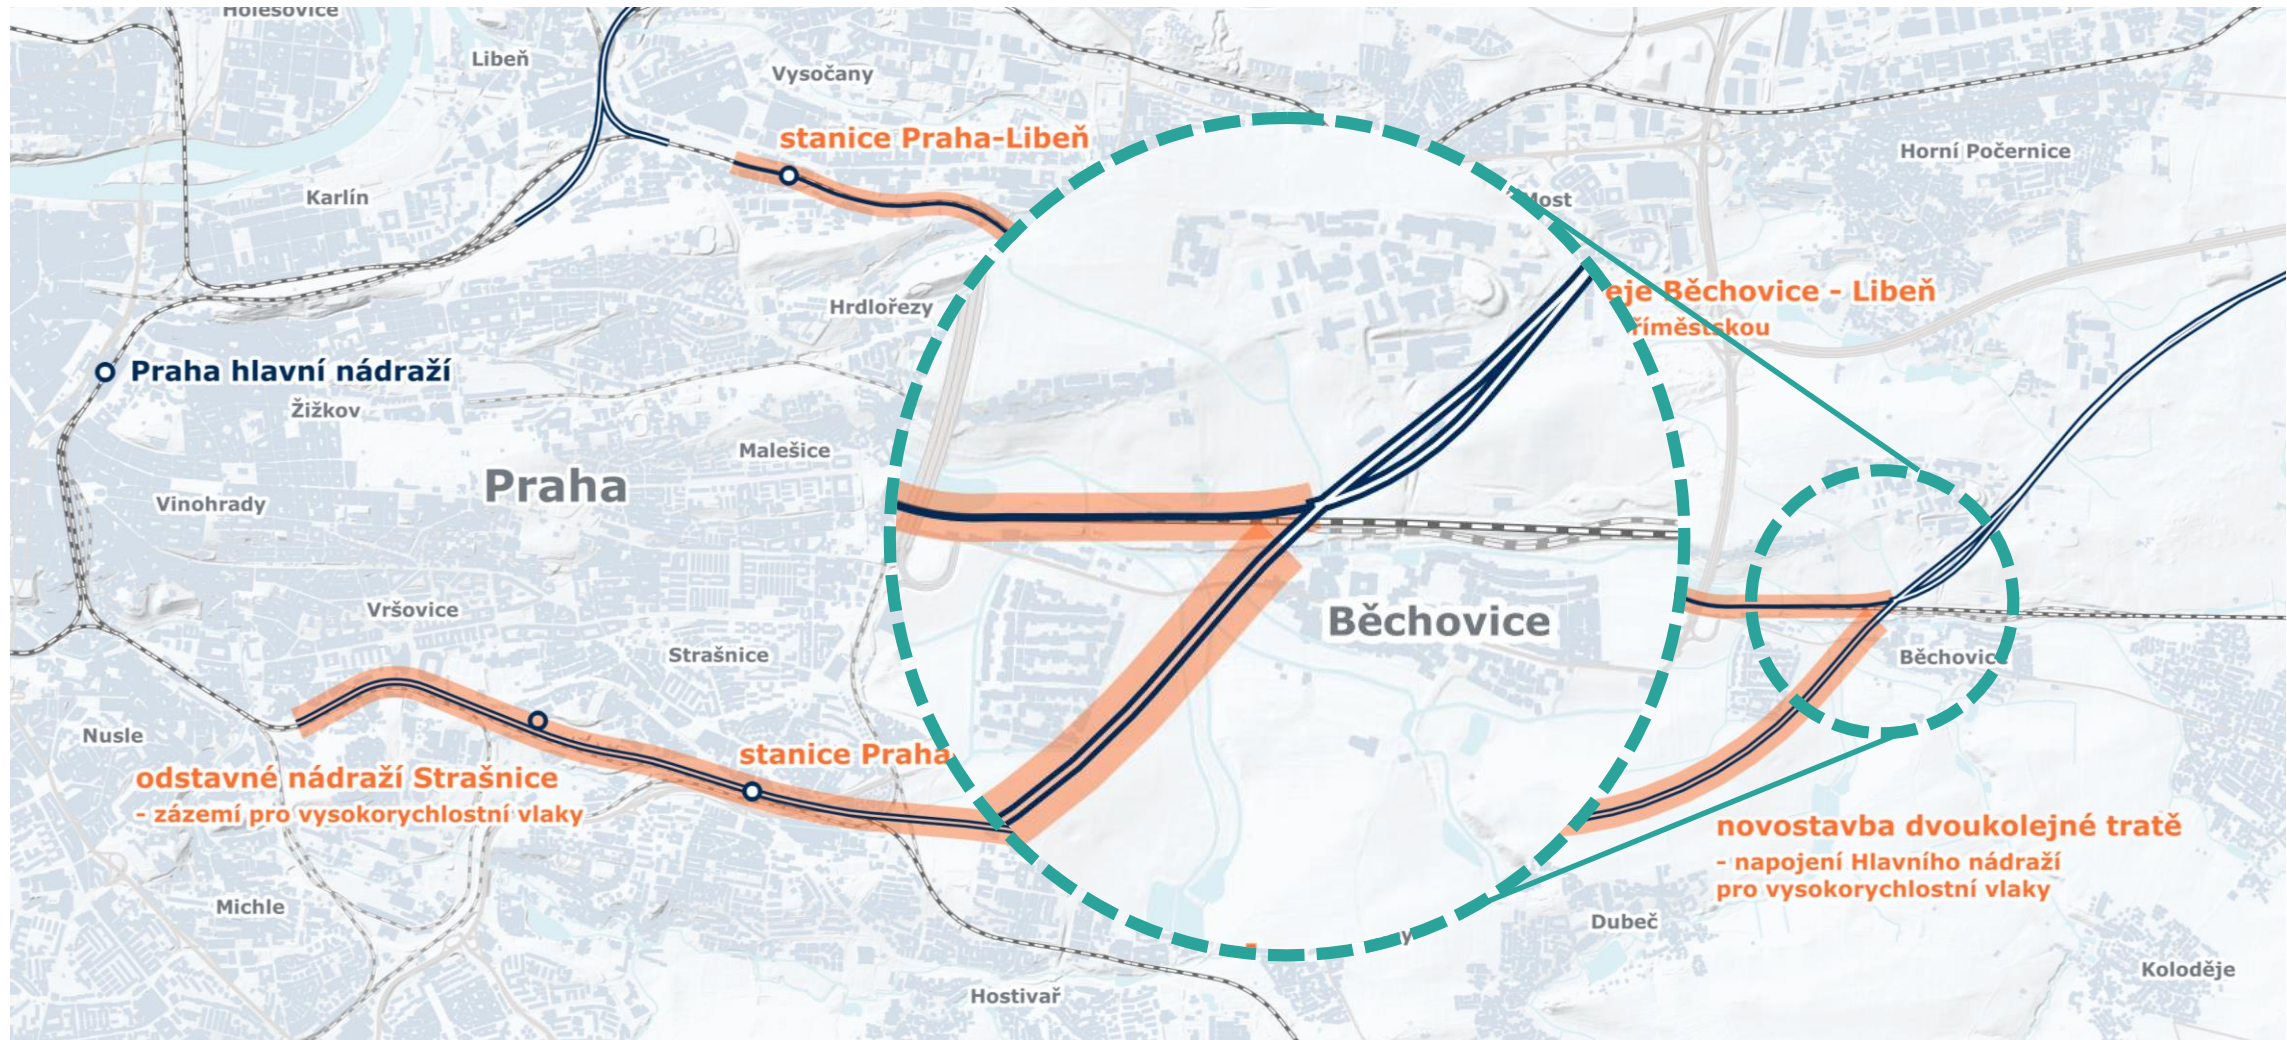 Holešovice
Libeň
Vysočany
stanice Praha-Libeň
Horní Počernice
Karlín
Most
eje Běchovice - Libeň
říměstskou
Hrdlořezy
Praha hlavní nádraží
Žižkov
Malešice
Praha
Vinohrady
Vršovice
Běchovice
Strašnice
Běchovice
Nusle
stanice Praha
odstavné nádraží Strašnice
- zázemí pro vysokorychlostní vlaky
novostavba dvoukolejné tratě
- napojení Hlavního nádraží
pro vysokorychlostní vlaky
Michle
Dubeč
y
Koloděje
Hostivař